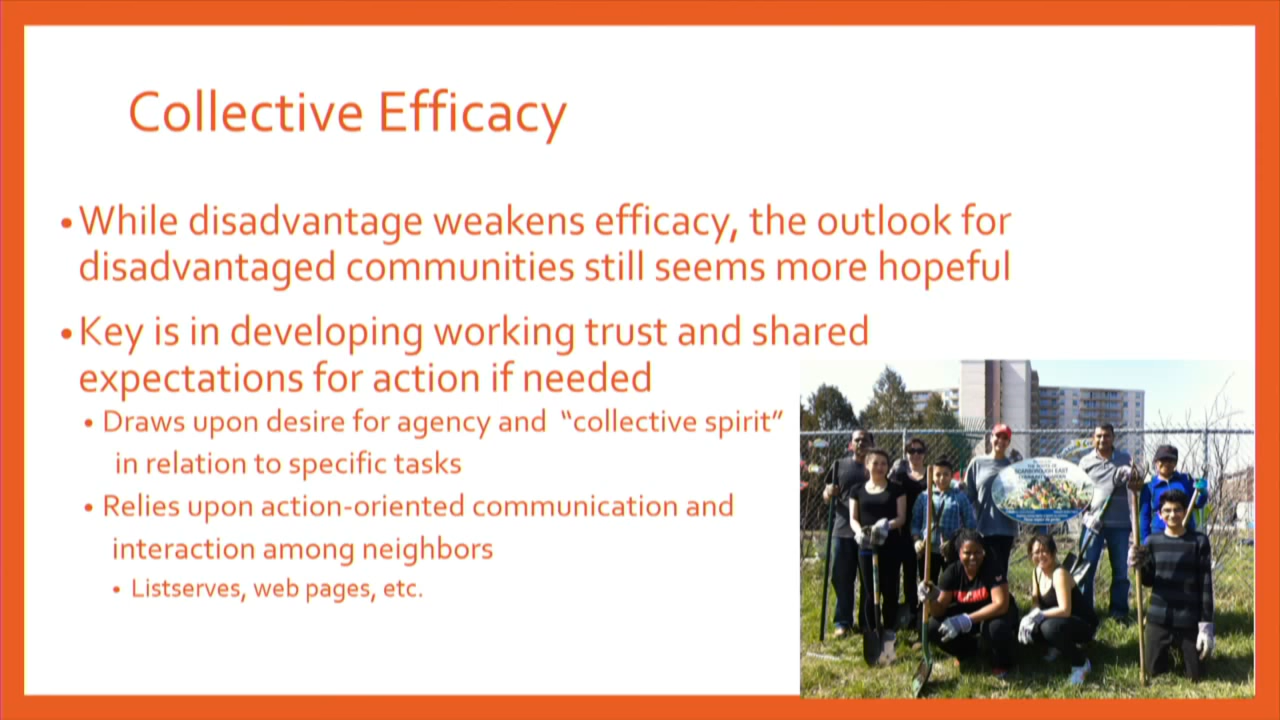 Collective Efficacy
•While disadvantage weakens efficacy, the outlook for
disadvantaged communities still seems more hopeful
•Key is in developing working trust and shared
expectations for action if needed
• Draws upon desire for agency and “collective spirit”
in relation to specific tasks
• Relies upon action-oriented communication and
interaction among neighbors
• Listserves, web pages, etc.
SCARBOROUGH EAST